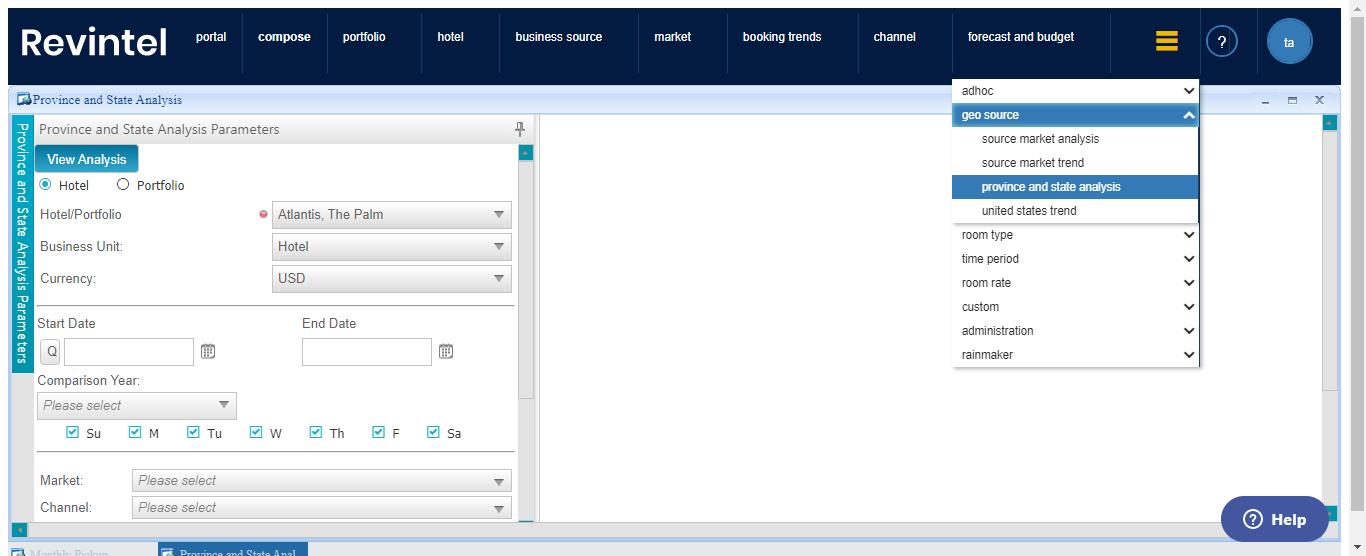 Revintel
portal
compose
portfolio
hotel
business source
market
booking trends
channel
forecast and budget
?
ta
Province and State Analysis
adhoc
geo source
source market analysis
source market trend
province and state analysis
united states trend
room type
time period
room rate
custom
administration
rainmaker
Province and State Analysis Parameters
Province and State Analysis Parameters
View Analysis
Hotel
Portfolio
Hotel/Portfolio
Atlantis, The Palm
Business Unit:
Hotel
Currency:
USD
Start Date
End Date
Q
Comparison Year:
Please select
Su M Tu W Th F Sa
Market:
Please select
Channel:
Please select
? Help
Monthly Pickup
Province and State Anal